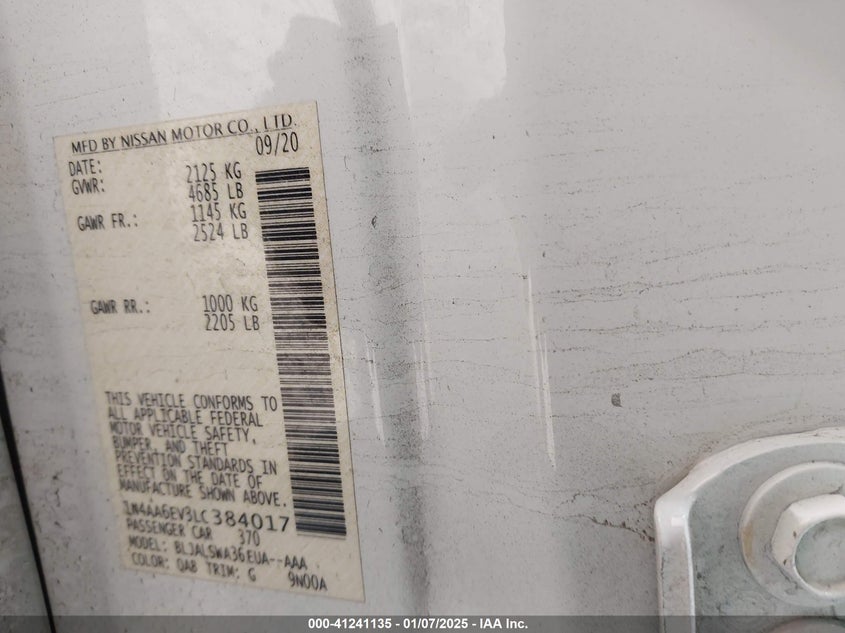 MFD BY NISSAN MOTOR CO., LTD.
DATE: 09/20
GVWR: 2125 KG
4685 LB
GAWR FR.: 1145 KG
2524 LB
GAWR RR.: 1000 KG
2205 LB
THIS VEHICLE CONFORMS TO
ALL APPLICABLE FEDERAL
MOTOR VEHICLE SAFETY,
BUMPER, AND THEFT
PREVENTION STANDARDS IN
EFFECT ON THE DATE OF
MANUFACTURE SHOWN ABOVE.
1N4AA6EV3LC384017
PASSENGER CAR 370
MODEL: BLJALSWA36EUA--AAA
COLOR: QAB TRIM: G 9N00A
000-41241135 - 01/07/2025 - IAA Inc.